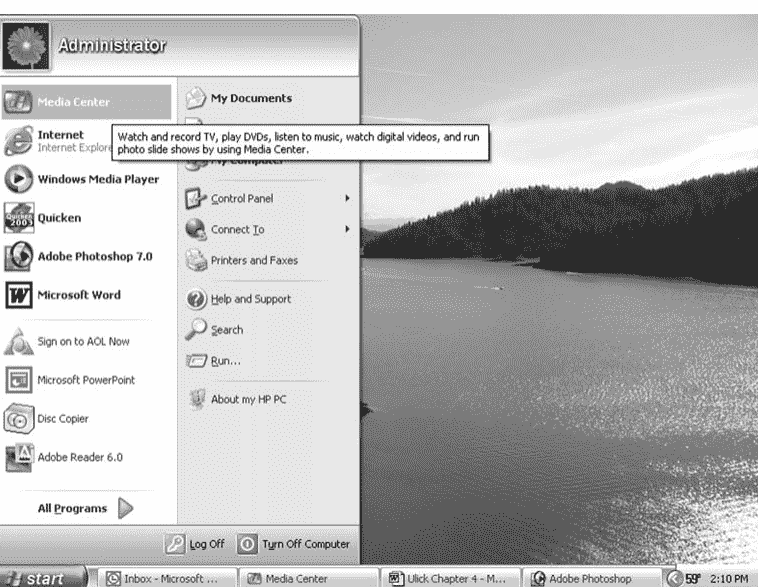 Administrator
Media Center
Internet
Internet Explore
Windows Media Player
Quicken
2003
Quicken
Adobe Photoshop 7.0
Microsoft Word
Sign on to AOL Now
Microsoft PowerPoint
Disc Copier
Adobe Reader 6.0
All Programs
My Documents
Watch and record TV, play DVDs, listen to music, watch digital videos, and run
photo slide shows by using Media Center.
My Computer
Control Panel
Connect To
Printers and Faxes
Help and Support
Search
Run...
About my HP PC
Log Off
Turn Off Computer
start
Inbox - Microsoft ...
Media Center
Ulick Chapter 4 - M...
Adobe Photoshop
59°
2:10 PM